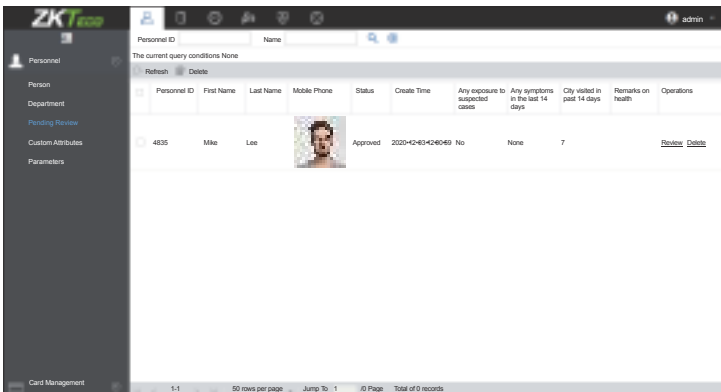 ZKTeco
admin
Personnel ID
Name
The current query conditions None
Refresh Delete
Personnel
Person
Department
Pending Review
Custom Attributes
Parameters
Personnel ID First Name Last Name Mobile Phone Status Create Time Any exposure to suspected cases Any symptoms in the last 14 days City visited in past 14 days Remarks on health Operations
4835 Mike Lee Approved No None 7 Review Delete
Card Management
1-1 50 rows per page Jump To 1 /0 Page Total of 0 records